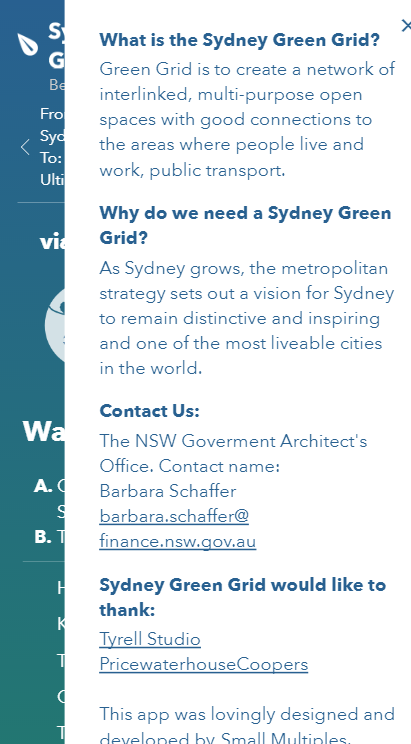 Sy
G
Be
Fro
Syd
To:
Ulti
via
Wa
A.
S
B. T
H
K
T
T
What is the Sydney Green Grid?
Green Grid is to create a network of
interlinked, multi-purpose open
spaces with good connections to
the areas where people live and
work, public transport.
Why do we need a Sydney Green
Grid?
As Sydney grows, the metropolitan
strategy sets out a vision for Sydney
to remain distinctive and inspiring
and one of the most liveable cities
in the world.
Contact Us:
The NSW Goverment Architect's
Office. Contact name:
Barbara Schaffer
barbara.schaffer@
finance.nsw.gov.au
Sydney Green Grid would like to
thank:
Tyrell Studio
PricewaterhouseCoopers
This app was lovingly designed and
developed by Small Multiples.